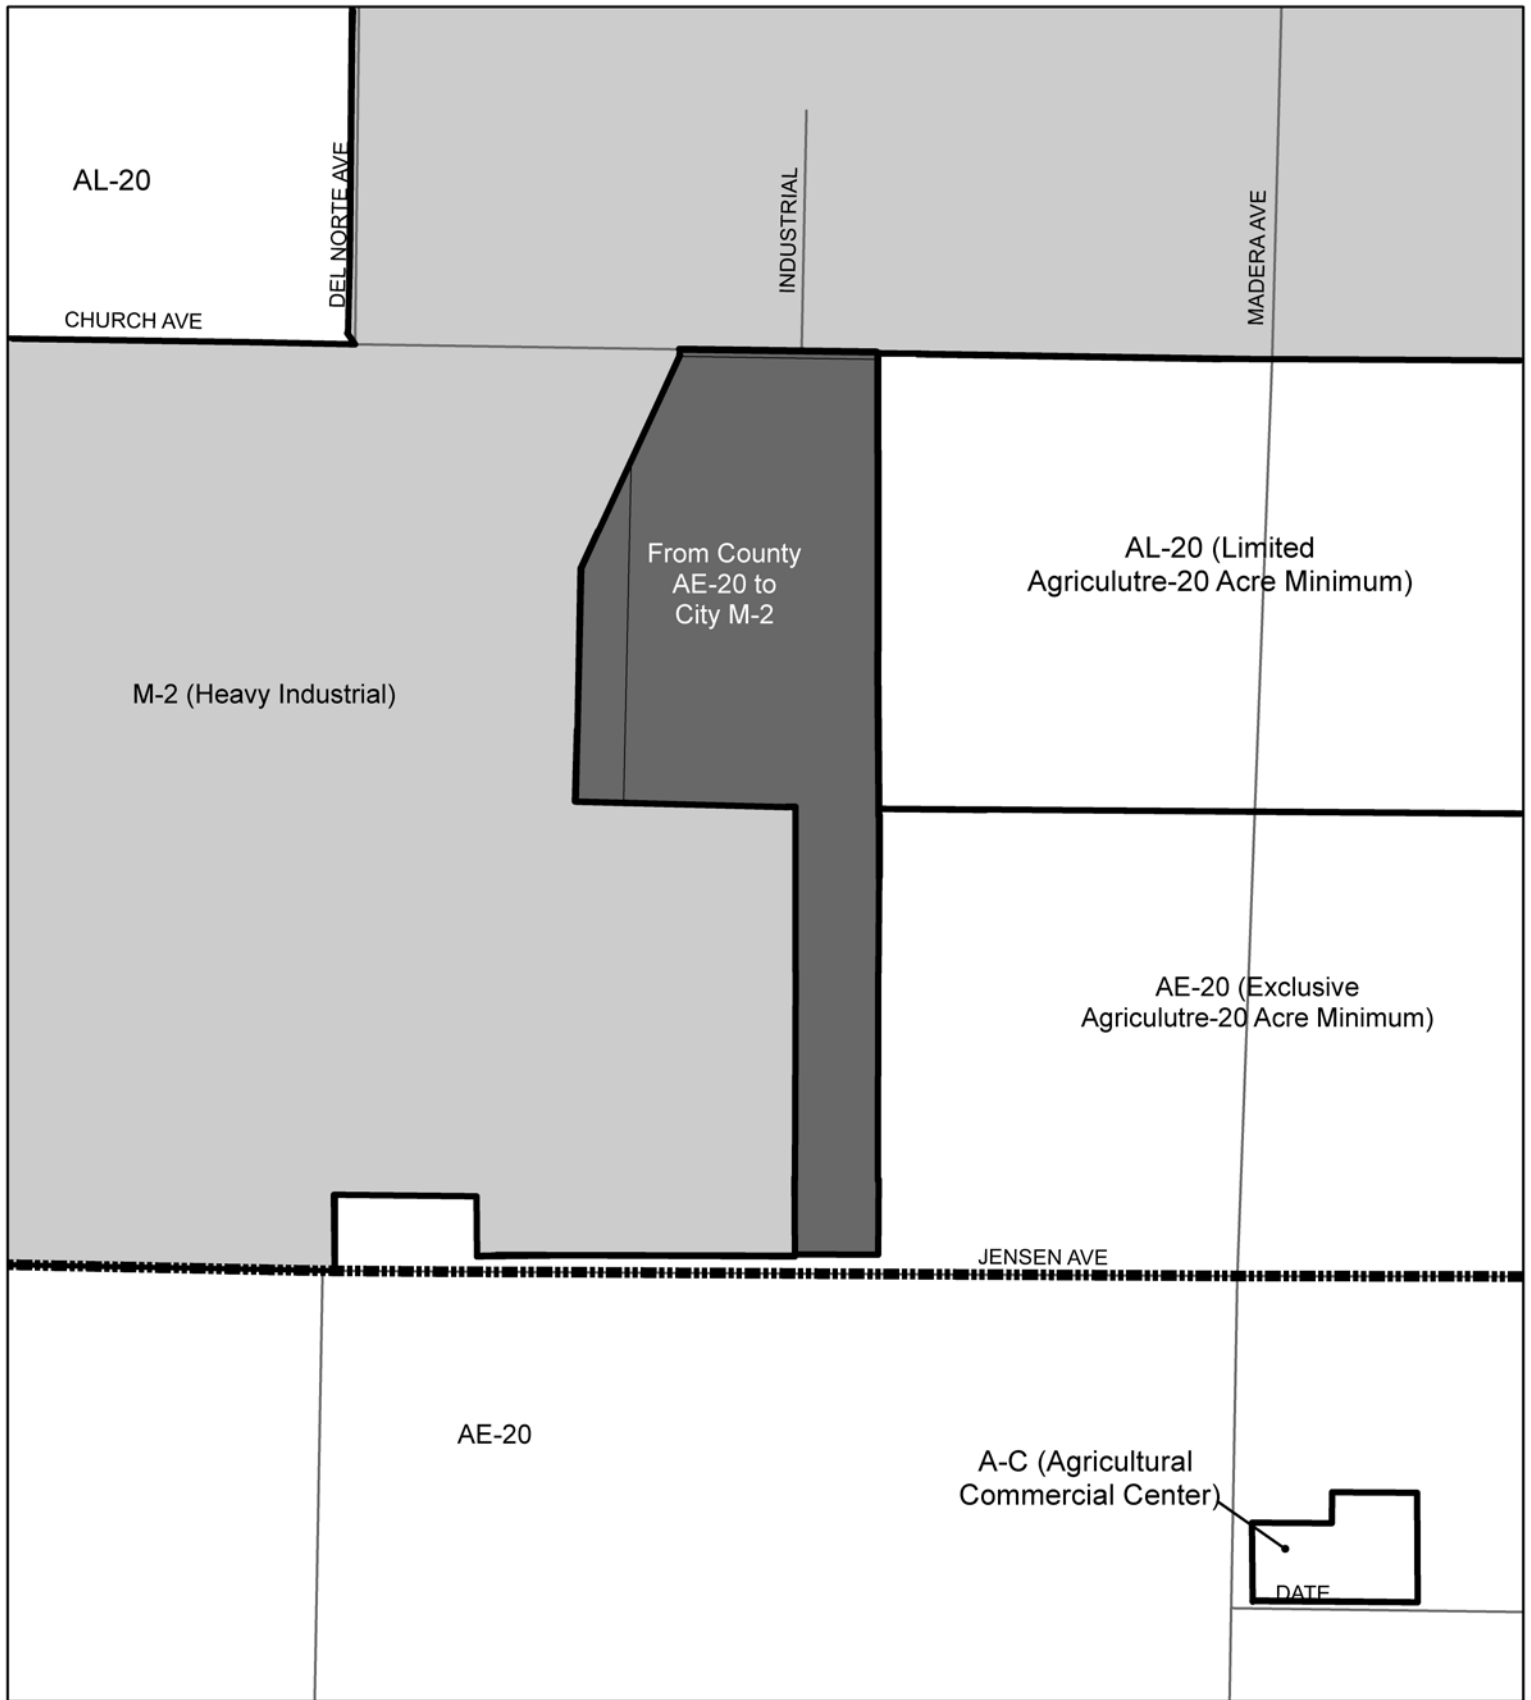 AL-20
DEL NORTE AVE
INDUSTRIAL
MADERA AVE
CHURCH AVE
From County
AE-20 to
City M-2
AL-20 (Limited
Agriculutre-20 Acre Minimum)
M-2 (Heavy Industrial)
AE-20 (Exclusive
Agriculutre-20 Acre Minimum)
JENSEN AVE
AE-20
A-C (Agricultural
Commercial Center)
DATE